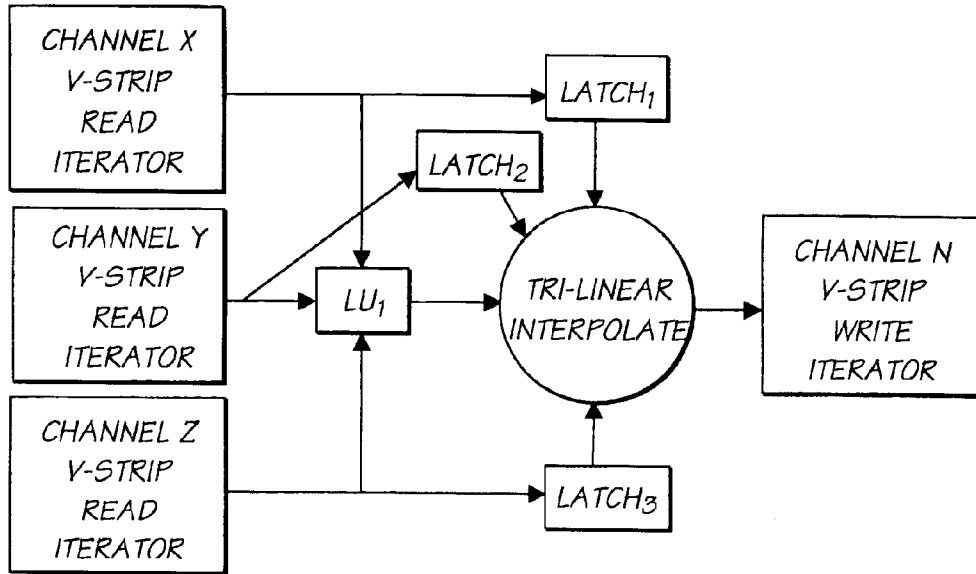 CHANNEL X
V-STRIP
READ
ITERATOR
LATCH1
LATCH2
CHANNEL Y
V-STRIP
READ
ITERATOR
LU1
TRI-LINEAR
INTERPOLATE
CHANNEL N
V-STRIP
WRITE
ITERATOR
CHANNEL Z
V-STRIP
READ
ITERATOR
LATCH3